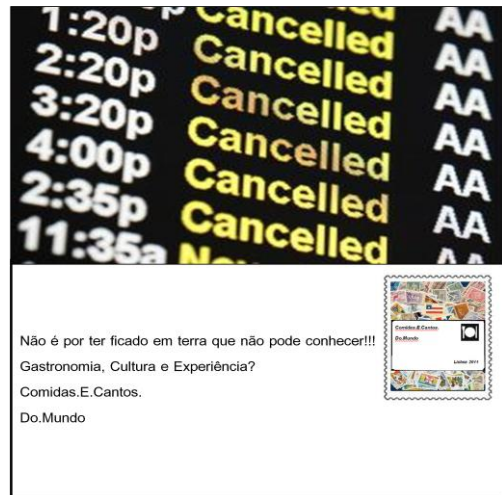 1:20p Cancelled AA
2:20p Cancelled AA
3:20p Cancelled AA
4:00p Cancelled AA
2:35p Cancelled AA
11:35a Cancelled AA
Não é por ter ficado em terra que não pode conhecer!!!
Gastronomia, Cultura e Experiência?
Comidas.E.Cantos.
Do.Mundo
Comidas.E.Cantos
Do.Mundo
Lisboa 2011